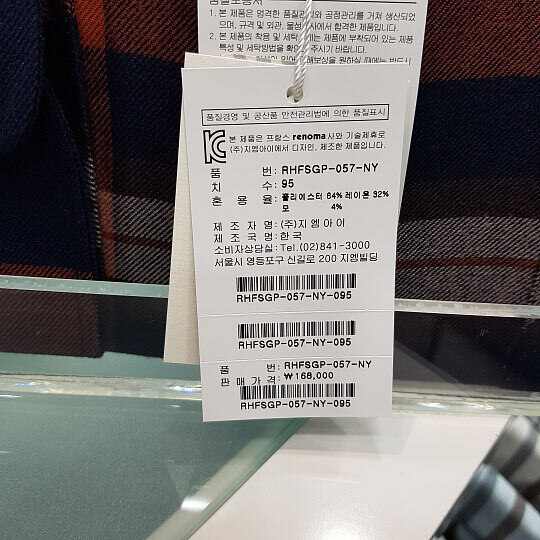 1. 본 제품은 엄격한 품질관리와 공정관리를 거쳐 생산되었
으며, 규격 및 외관, 물성 사에서 합격한 제품입니다.
2. 본 제품의 착용 및 세탁 에는 제품에 부착되어 있는 제품
특성 및 세탁방법을 확인 주시기 바랍니다.
품질경영 및 공산품 안전관리법에 의한 품질표시
본 제품은 프랑스 renoma 사와 기술제휴로
(주)지엠아이에서 디자인, 제조한 제품입니다.
품 번: RHFSGP-057-NY
치 수: 95
혼 용 율: 폴리에스터 64% 레이온 32%
모 4%
제 조 자 명: (주)지엠아이
제 조 국 명: 한국
소비자상담실: Tel.(02)841-3000
서울시 영등포구 신길로 200 지엠빌딩
RHFSGP-057-NY-095
RHFSGP-057-NY-095
품 번: RHFSGP-057-NY
판 매 가 격: ₩168,000
RHFSGP-057-NY-095